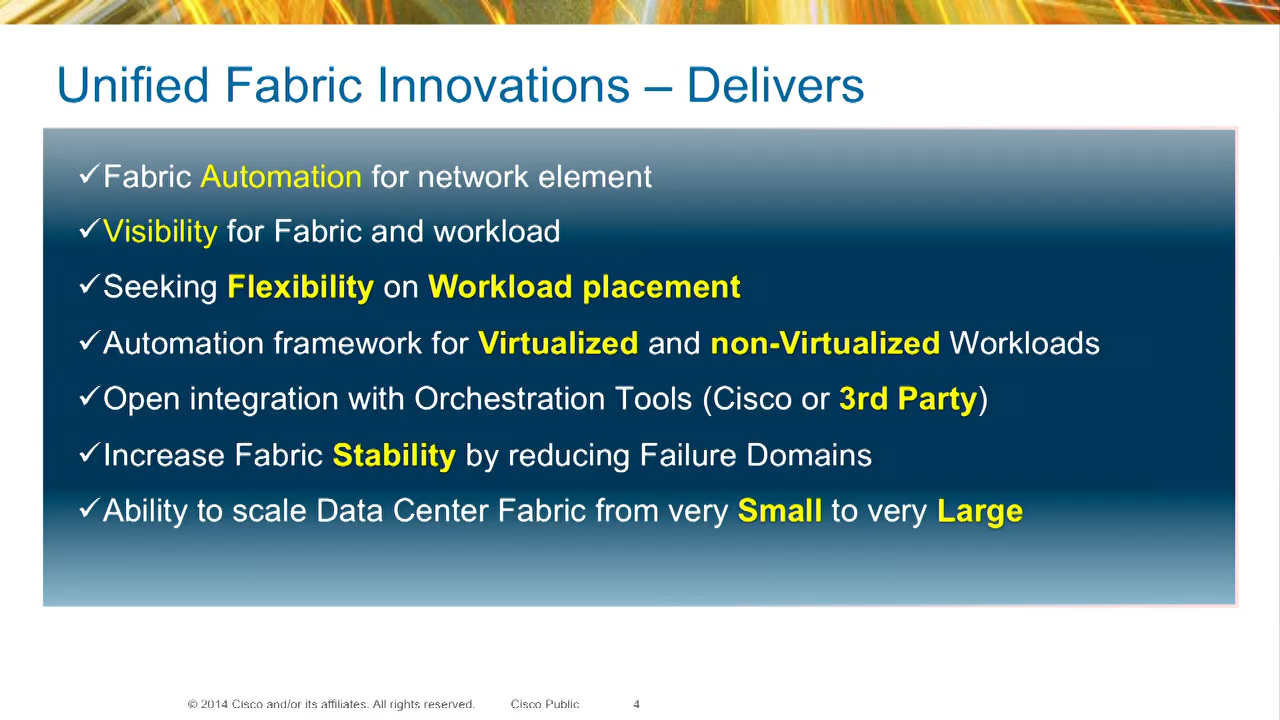 Unified Fabric Innovations – Delivers
✓Fabric Automation for network element
✓Visibility for Fabric and workload
✓Seeking Flexibility on Workload placement
✓Automation framework for Virtualized and non-Virtualized Workloads
✓Open integration with Orchestration Tools (Cisco or 3rd Party)
✓Increase Fabric Stability by reducing Failure Domains
✓Ability to scale Data Center Fabric from very Small to very Large
© 2014 Cisco and/or its affiliates. All rights reserved. Cisco Public 4